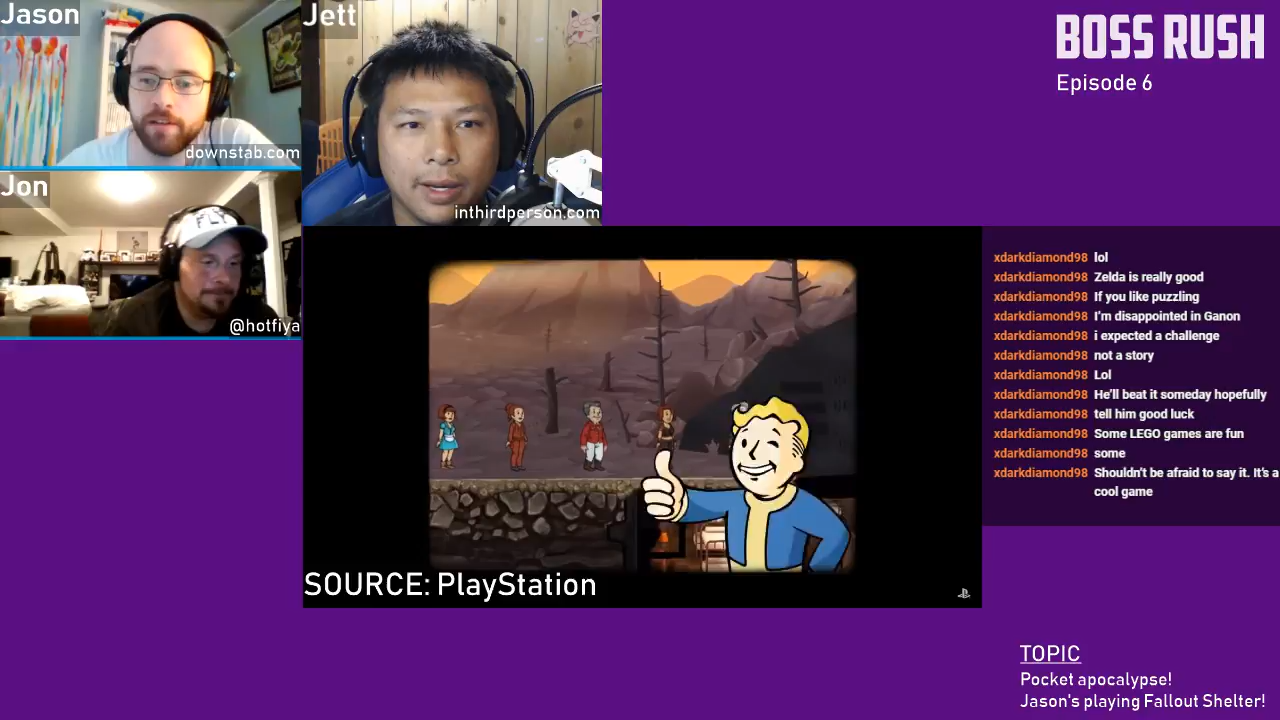 Jason
downstab.com
Jett
inthirdperson.com
Jon
@hotfiya
BOSS RUSH
Episode 6
SOURCE: PlayStation
xdarkdiamond98 lol
xdarkdiamond98 Zelda is really good
xdarkdiamond98 If you like puzzling
xdarkdiamond98 I'm disappointed in Ganon
xdarkdiamond98 i expected a challenge
xdarkdiamond98 not a story
xdarkdiamond98 Lol
xdarkdiamond98 He'll beat it someday hopefully
xdarkdiamond98 tell him good luck
xdarkdiamond98 Some LEGO games are fun
xdarkdiamond98 some
xdarkdiamond98 Shouldn't be afraid to say it. It's a
cool game
TOPIC
Pocket apocalypse!
Jason's playing Fallout Shelter!